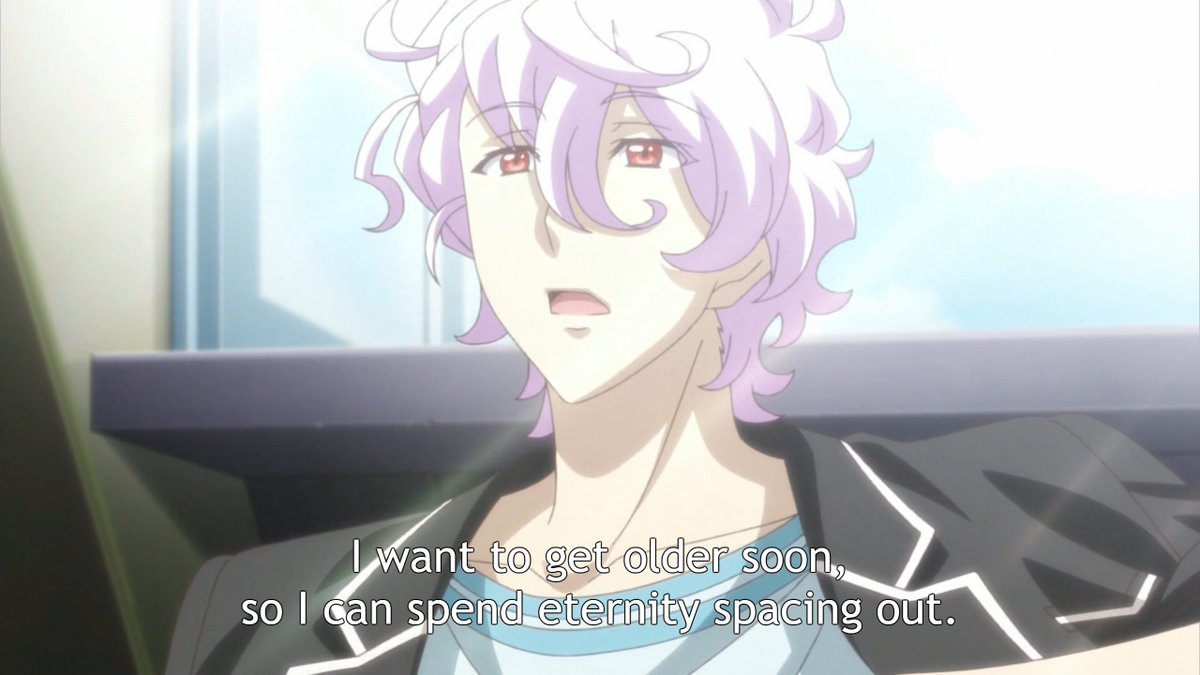 I want to get older soon,
so I can spend eternity spacing out.